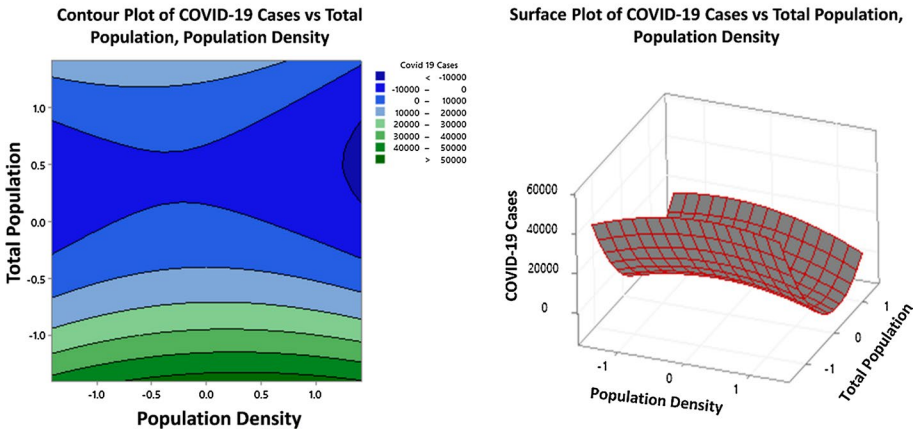 Contour Plot of COVID-19 Cases vs Total
Population, Population Density
Covid 19 Cases
< -10000
-10000 – 0
0 – 10000
10000 – 20000
20000 – 30000
30000 – 40000
40000 – 50000
> 50000
Total Population
1.0
0.5
0.0
-0.5
-1.0
-1.0 -0.5 0.0 0.5 1.0
Population Density
Surface Plot of COVID-19 Cases vs Total Population,
Population Density
COVID-19 Cases
60000
40000
20000
0
-1 0 1
Population Density
-1 0 1
Total Population